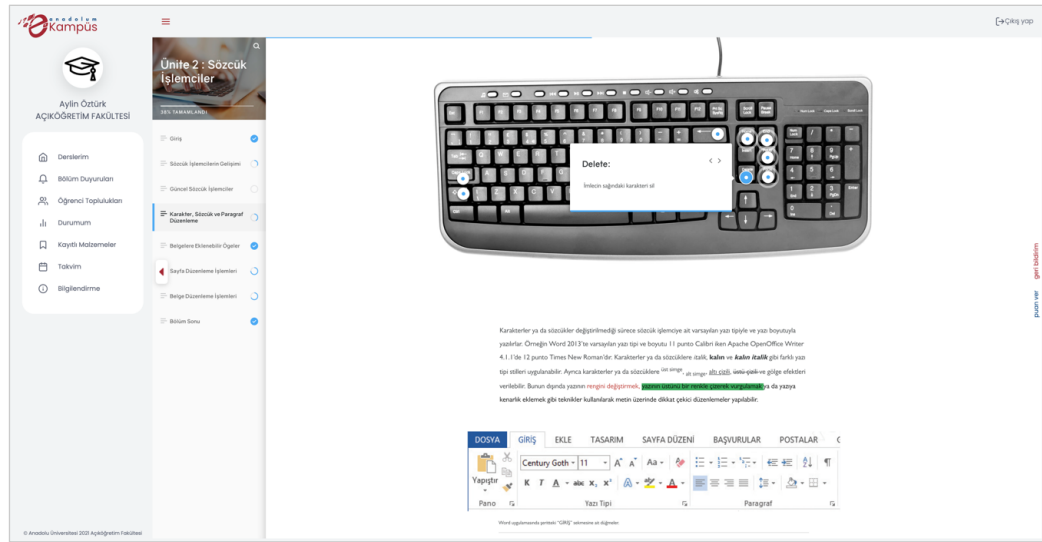 anadolum
eKampüs
Çıkış yap
Aylin Öztürk
AÇIKÖĞRETİM FAKÜLTESİ
Derslerim
Bölüm Duyuruları
Öğrenci Toplulukları
Durumum
Kayıtlı Malzemeler
Takvim
Bilgilendirme
© Anadolu Üniversitesi 2021 Açıköğretim Fakültesi
Ünite 2 : Sözcük
İşlemciler
TAMAMLANDI
Giriş
Sözcük İşlemcilerin Gelişimi
Güncel Sözcük İşlemciler
Karakter, Sözcük ve Paragraf
Düzenleme
Belgelere Eklenebilir Ögeler
Sayfa Düzenleme İşlemleri
Belge Düzenleme İşlemleri
Bölüm Sonu
Delete:
İmlecin sağındaki karakteri sil
geri bildirim
puan ver
Karakterler ya da sözcükler değiştirilmediği sürece sözcük işlemciye ait varsayılan yazı tipiyle ve yazı boyutuyla
yazılırlar. Örneğin Word 2013'te varsayılan yazı tipi ve boyutu 11 punto Calibri iken Apache OpenOffice Writer
4.1.1'de 12 punto Times New Roman'dır. Karakterler ya da sözcüklere italik, kalın ve kalın italik gibi farklı yazı
tipi stilleri uygulanabilir. Ayrıca karakterler ya da sözcüklere üst simge, alt simge, altı çizili, üstü çizili ve gölge efektleri
verilebilir. Bunun dışında yazının rengini değiştirmek, yazının üstünü bir renkle çizerek vurgulamak ya da yazıya
kenarlık eklemek gibi teknikler kullanılarak metin üzerinde dikkat çekici düzenlemeler yapılabilir.
DOSYA GİRİŞ EKLE TASARIM SAYFA DÜZENİ BAŞVURULAR POSTALAR
Century Goth 11
Yapıştır
Pano Yazı Tipi Paragraf
Word uygulamasında şeritteki "GİRİŞ" sekmesine ait düğmeler